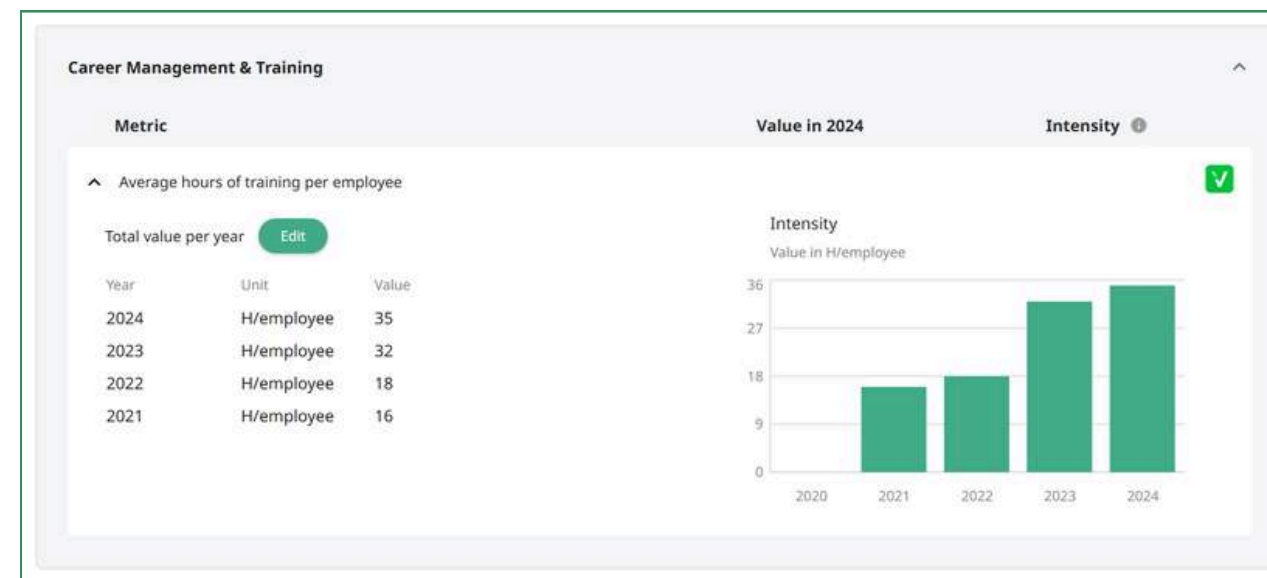 Career Management & Training
Metric Value in 2024 Intensity
Average hours of training per employee
Total value per year Edit
Intensity
Value in H/employee
Year Unit Value
2024 H/employee 35
2023 H/employee 32
2022 H/employee 18
2021 H/employee 16
36
27
18
9
0
2020 2021 2022 2023 2024